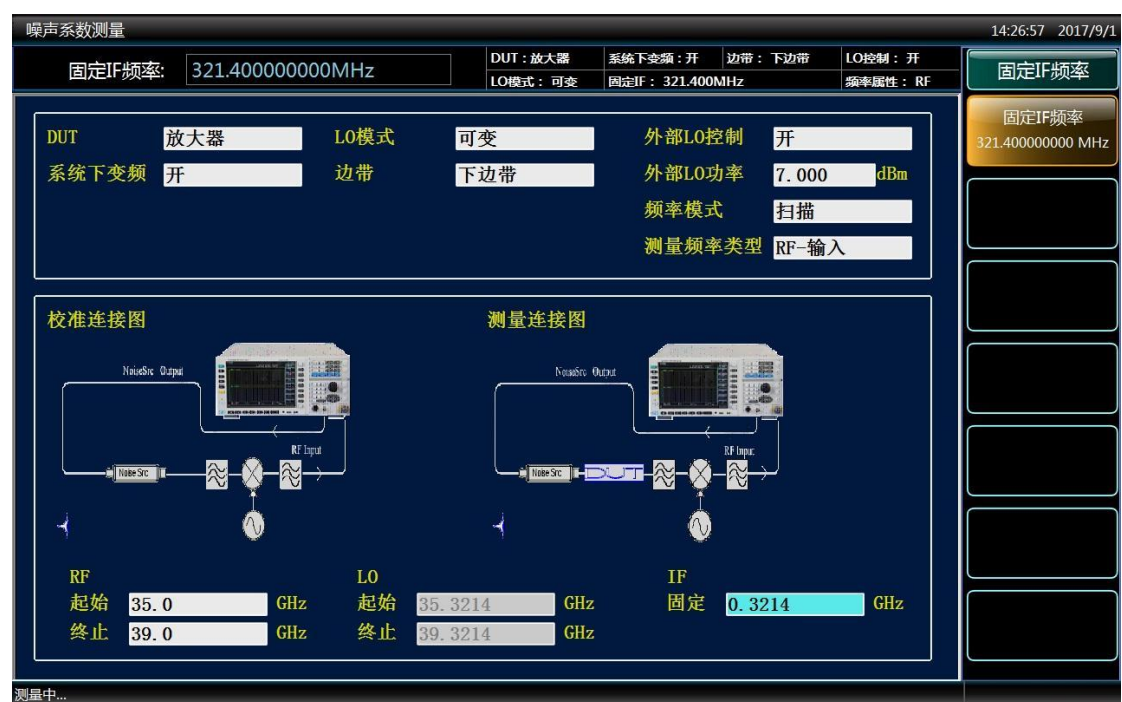 噪声系数测量
14:26:57 2017/9/1
固定IF频率: 321.400000000MHz
DUT：放大器 系统下变频：开 边带：下边带 LO控制：开
LO模式：可变 固定IF：321.400MHz 频率属性：RF
固定IF频率
固定IF频率
321.400000000 MHz
DUT 放大器 LO模式 可变 外部LO控制 开
系统下变频 开 边带 下边带 外部LO功率 7.000 dBm
频率模式 扫描
测量频率类型 RF-输入
校准连接图 测量连接图
NoiseSrc Output NoiseSrc Output
RF Input RF Input
Noise Src Noise Src DUT
RF LO IF
起始 35.0 GHz 起始 35.3214 GHz 固定 0.3214 GHz
终止 39.0 GHz 终止 39.3214 GHz
测量中...